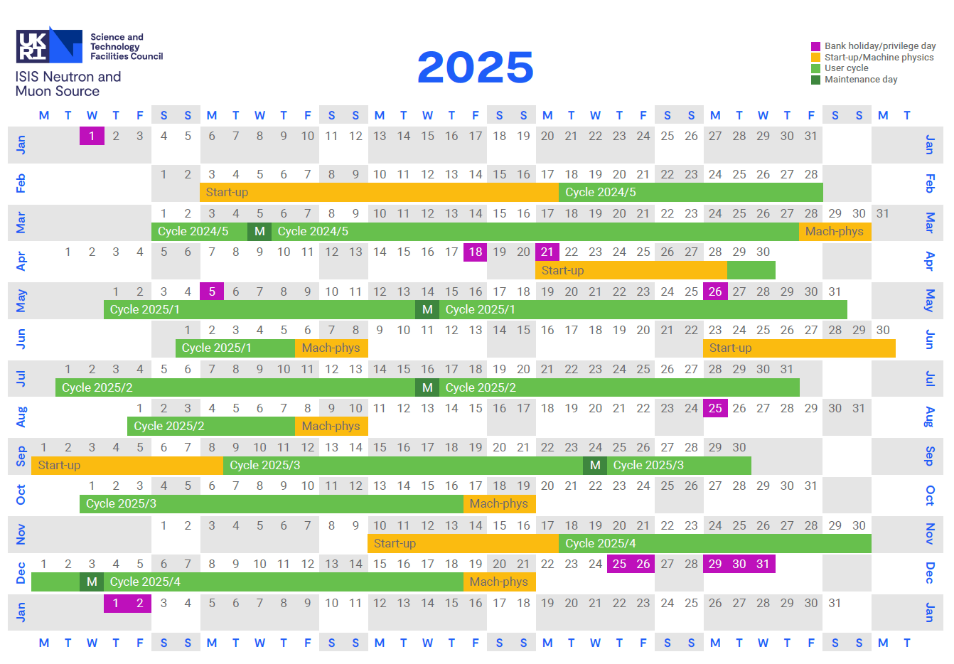 UK
RI
Science and
Technology
Facilities Council
ISIS Neutron and
Muon Source
2025
Bank holiday/privilege day
Start-up/Machine physics
User cycle
Maintenance day
M T W T F S S M T W T F S S M T W T F S S M T W T F S S M T W T F S S M T
Jan 1 2 3 4 5 6 7 8 9 10 11 12 13 14 15 16 17 18 19 20 21 22 23 24 25 26 27 28 29 30 31 Jan
Feb 1 2 3 4 5 6 7 8 9 10 11 12 13 14 15 16 17 18 19 20 21 22 23 24 25 26 27 28 Feb
Start-up Cycle 2024/5
Mar 1 2 3 4 5 6 7 8 9 10 11 12 13 14 15 16 17 18 19 20 21 22 23 24 25 26 27 28 29 30 31 Mar
Cycle 2024/5 M Cycle 2024/5 Mach-phys
Apr 1 2 3 4 5 6 7 8 9 10 11 12 13 14 15 16 17 18 19 20 21 22 23 24 25 26 27 28 29 30 Apr
Start-up
May 1 2 3 4 5 6 7 8 9 10 11 12 13 14 15 16 17 18 19 20 21 22 23 24 25 26 27 28 29 30 31 May
Cycle 2025/1 M Cycle 2025/1
Jun 1 2 3 4 5 6 7 8 9 10 11 12 13 14 15 16 17 18 19 20 21 22 23 24 25 26 27 28 29 30 Jun
Cycle 2025/1 Mach-phys Start-up
Jul 1 2 3 4 5 6 7 8 9 10 11 12 13 14 15 16 17 18 19 20 21 22 23 24 25 26 27 28 29 30 31 Jul
Cycle 2025/2 M Cycle 2025/2
Aug 1 2 3 4 5 6 7 8 9 10 11 12 13 14 15 16 17 18 19 20 21 22 23 24 25 26 27 28 29 30 31 Aug
Cycle 2025/2 Mach-phys
Sep 1 2 3 4 5 6 7 8 9 10 11 12 13 14 15 16 17 18 19 20 21 22 23 24 25 26 27 28 29 30 Sep
Start-up Cycle 2025/3 M Cycle 2025/3
Oct 1 2 3 4 5 6 7 8 9 10 11 12 13 14 15 16 17 18 19 20 21 22 23 24 25 26 27 28 29 30 31 Oct
Cycle 2025/3 Mach-phys
Nov 1 2 3 4 5 6 7 8 9 10 11 12 13 14 15 16 17 18 19 20 21 22 23 24 25 26 27 28 29 30 Nov
Start-up Cycle 2025/4
Dec 1 2 3 4 5 6 7 8 9 10 11 12 13 14 15 16 17 18 19 20 21 22 23 24 25 26 27 28 29 30 31 Dec
M Cycle 2025/4 Mach-phys
Jan 1 2 3 4 5 6 7 8 9 10 11 12 13 14 15 16 17 18 19 20 21 22 23 24 25 26 27 28 29 30 31 Jan
M T W T F S S M T W T F S S M T W T F S S M T W T F S S M T W T F S S M T